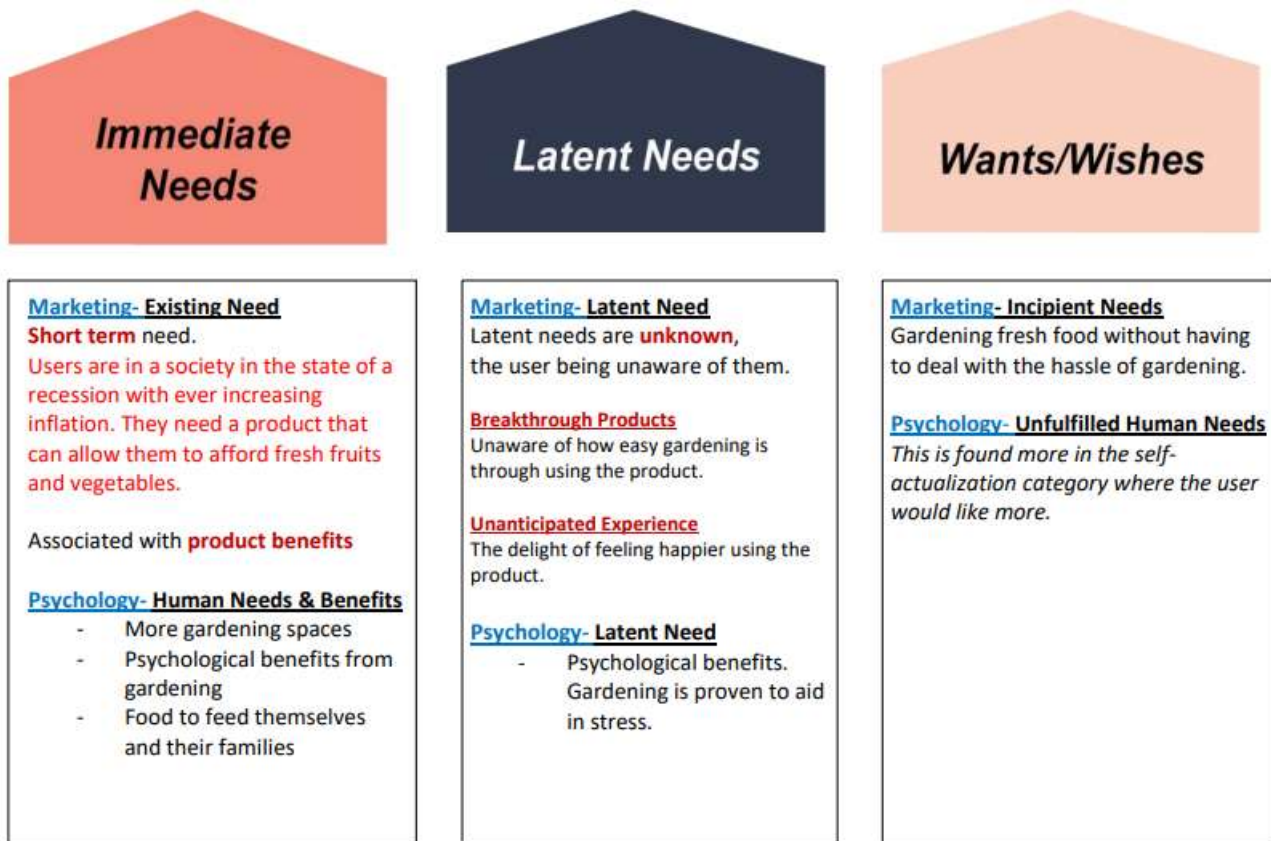 Immediate
Needs
Latent Needs
Wants/Wishes
Marketing- Existing Need
Short term need.
Users are in a society in the state of a
recession with ever increasing
inflation. They need a product that
can allow them to afford fresh fruits
and vegetables.
Associated with product benefits
Psychology- Human Needs & Benefits
- More gardening spaces
- Psychological benefits from
gardening
- Food to feed themselves
and their families
Marketing- Latent Need
Latent needs are unknown,
the user being unaware of them.
Breakthrough Products
Unaware of how easy gardening is
through using the product.
Unanticipated Experience
The delight of feeling happier using the
product.
Psychology- Latent Need
- Psychological benefits.
Gardening is proven to aid
in stress.
Marketing- Incipient Needs
Gardening fresh food without having
to deal with the hassle of gardening.
Psychology- Unfulfilled Human Needs
This is found more in the self-
actualization category where the user
would like more.